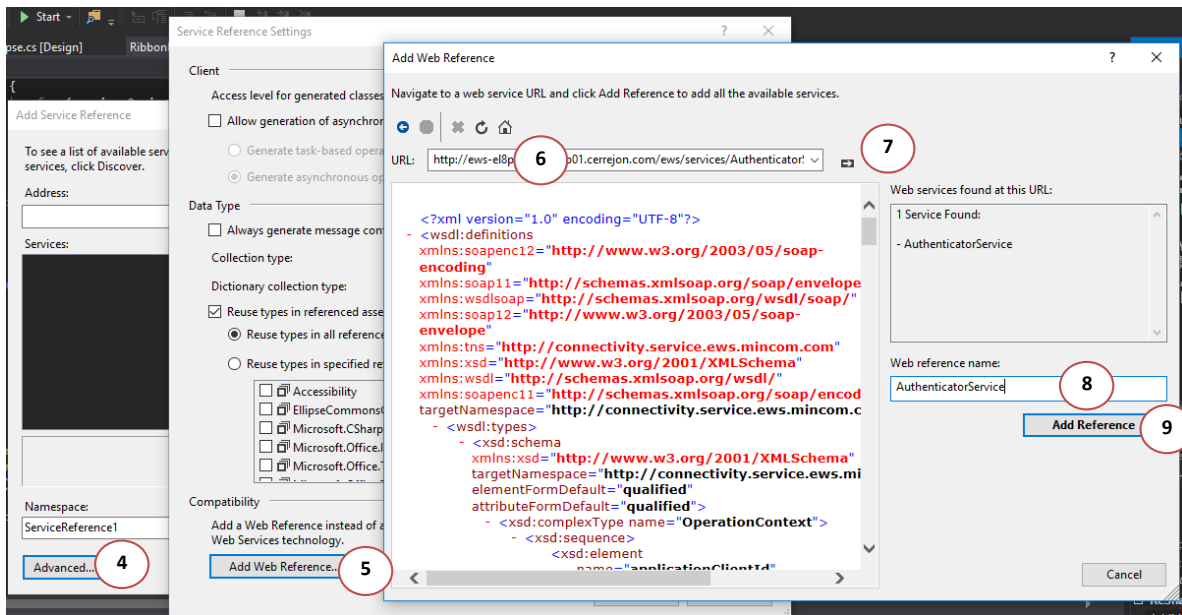 Start
pse.cs [Design]
Ribbon
{
Add Service Reference
To see a list of available serv
services, click Discover.
Address:
Services:
Namespace:
ServiceReference1
Advanced...
4
Service Reference Settings
?
Client
Access level for generated classes
Allow generation of asynchror
Generate task-based opera
Generate asynchronous op
Data Type
Always generate message con
Collection type:
Dictionary collection type:
Reuse types in referenced asse
Reuse types in all reference
Reuse types in specified re
Accessibility
EllipseCommons
Microsoft.CSharp
Microsoft.Office.I
Microsoft.Office.T
Compatibility
Add a Web Reference instead of a
Web Services technology.
Add Web Reference...
5
Add Web Reference
?
Navigate to a web service URL and click Add Reference to add all the available services.
URL:
http://ews-el8p
6
01.cerrejon.com/ews/services/Authenticator
7
<?xml version="1.0" encoding="UTF-8"?>
- <wsdl:definitions
xmlns:soapenc12="http://www.w3.org/2003/05/soap-
encoding"
xmlns:soap11="http://schemas.xmlsoap.org/soap/envelope
xmlns:wsdlsoap="http://schemas.xmlsoap.org/wsdl/soap/"
xmlns:soap12="http://www.w3.org/2003/05/soap-
envelope"
xmlns:tns="http://connectivity.service.ews.mincom.com"
xmlns:xsd="http://www.w3.org/2001/XMLSchema"
xmlns:wsdl="http://schemas.xmlsoap.org/wsdl/"
xmlns:soapenc11="http://schemas.xmlsoap.org/soap/encod
targetNamespace="http://connectivity.service.ews.mincom.c
- <wsdl:types>
- <xsd:schema
xmlns:xsd="http://www.w3.org/2001/XMLSchema"
targetNamespace="http://connectivity.service.ews.mi
elementFormDefault="qualified"
attributeFormDefault="qualified">
- <xsd:complexType name="OperationContext">
- <xsd:sequence>
<xsd:element
name="applicationClientId"
Web services found at this URL:
1 Service Found:
- AuthenticatorService
Web reference name:
AuthenticatorService
8
Add Reference
9
Cancel